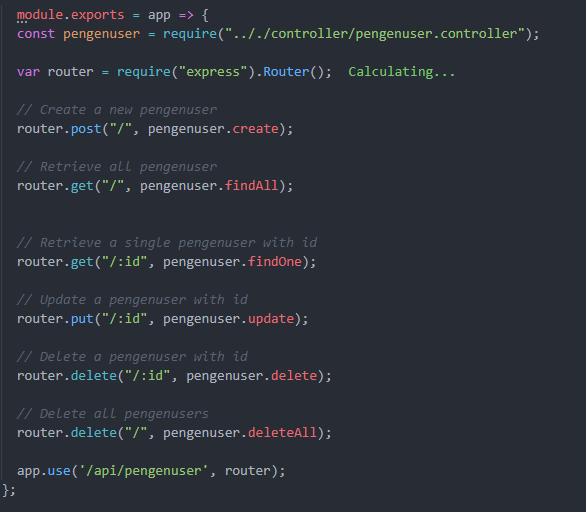 module.exports = app => {
const pengenuser = require("../../controller/pengenuser.controller");
var router = require("express").Router();  Calculating...
// Create a new pengenuser
router.post("/", pengenuser.create);
// Retrieve all pengenuser
router.get("/", pengenuser.findAll);
// Retrieve a single pengenuser with id
router.get("/:id", pengenuser.findOne);
// Update a pengenuser with id
router.put("/:id", pengenuser.update);
// Delete a pengenuser with id
router.delete("/:id", pengenuser.delete);
// Delete all pengenusers
router.delete("/", pengenuser.deleteAll);
app.use('/api/pengenuser', router);
};